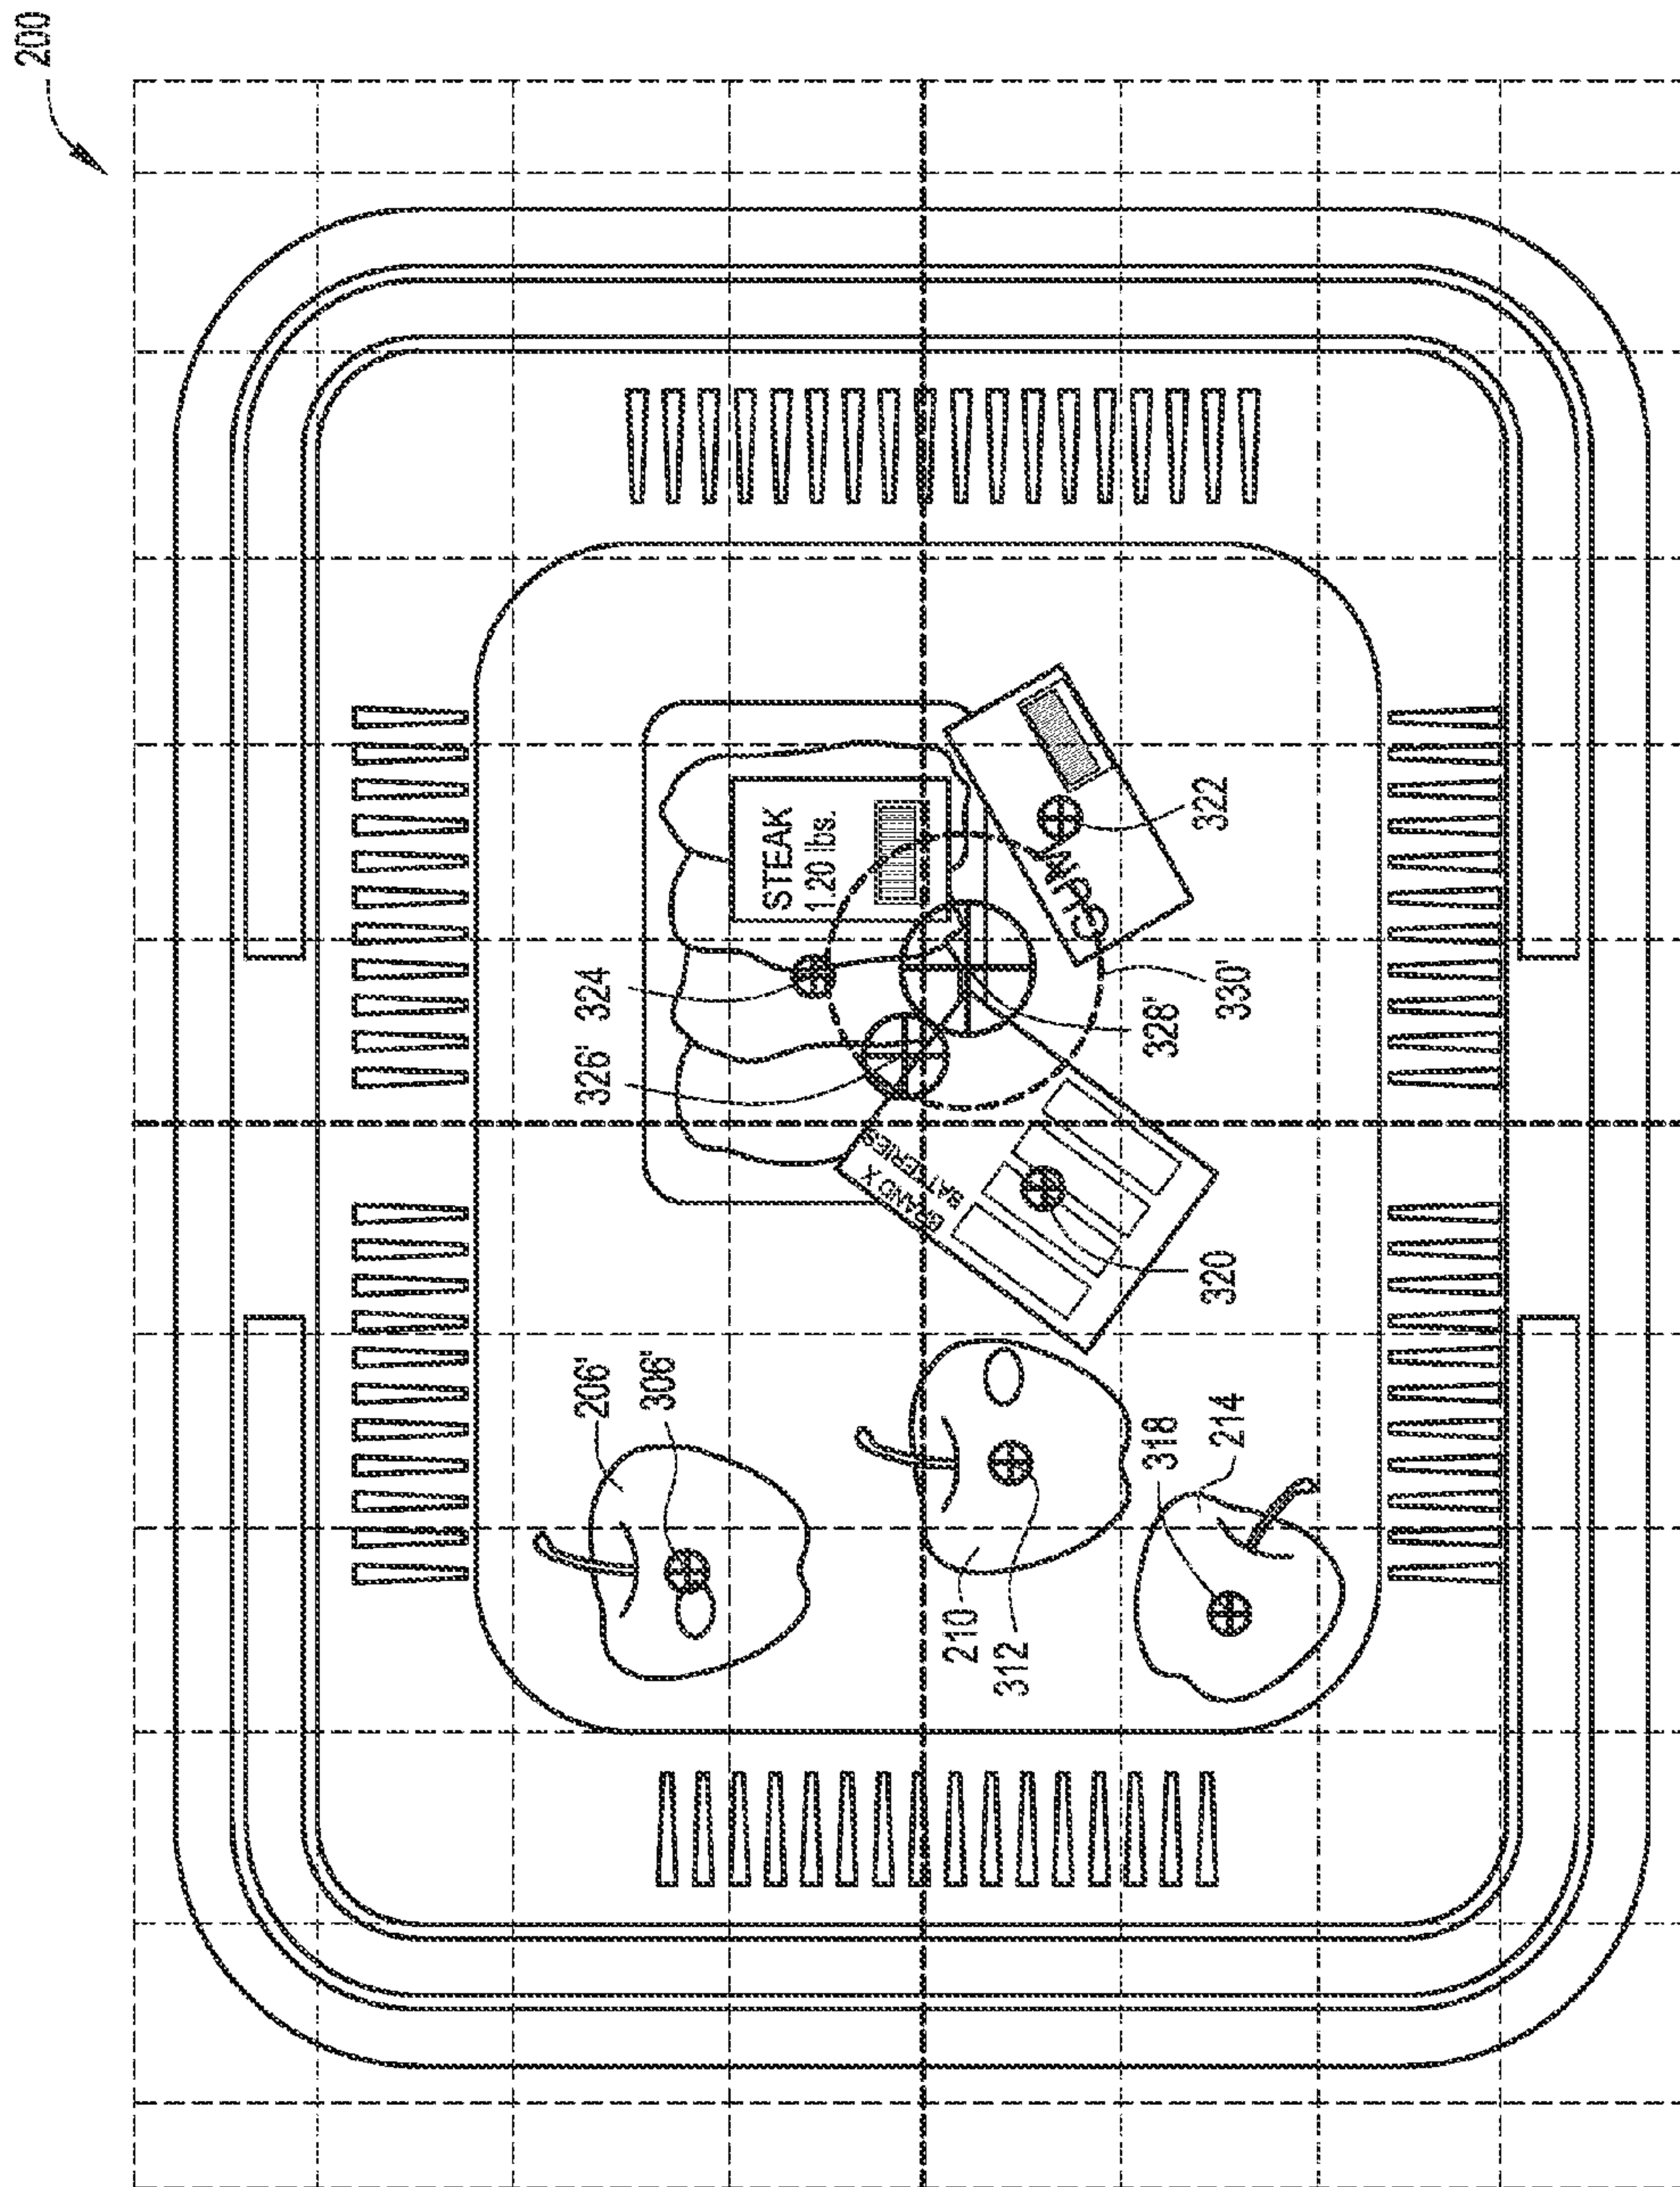 200
206'
326'
324
306'
STEAK
1.20 lbs.
BRAND X
BATTERIES
210
312
GUM
318
214
320
328'
330'
322